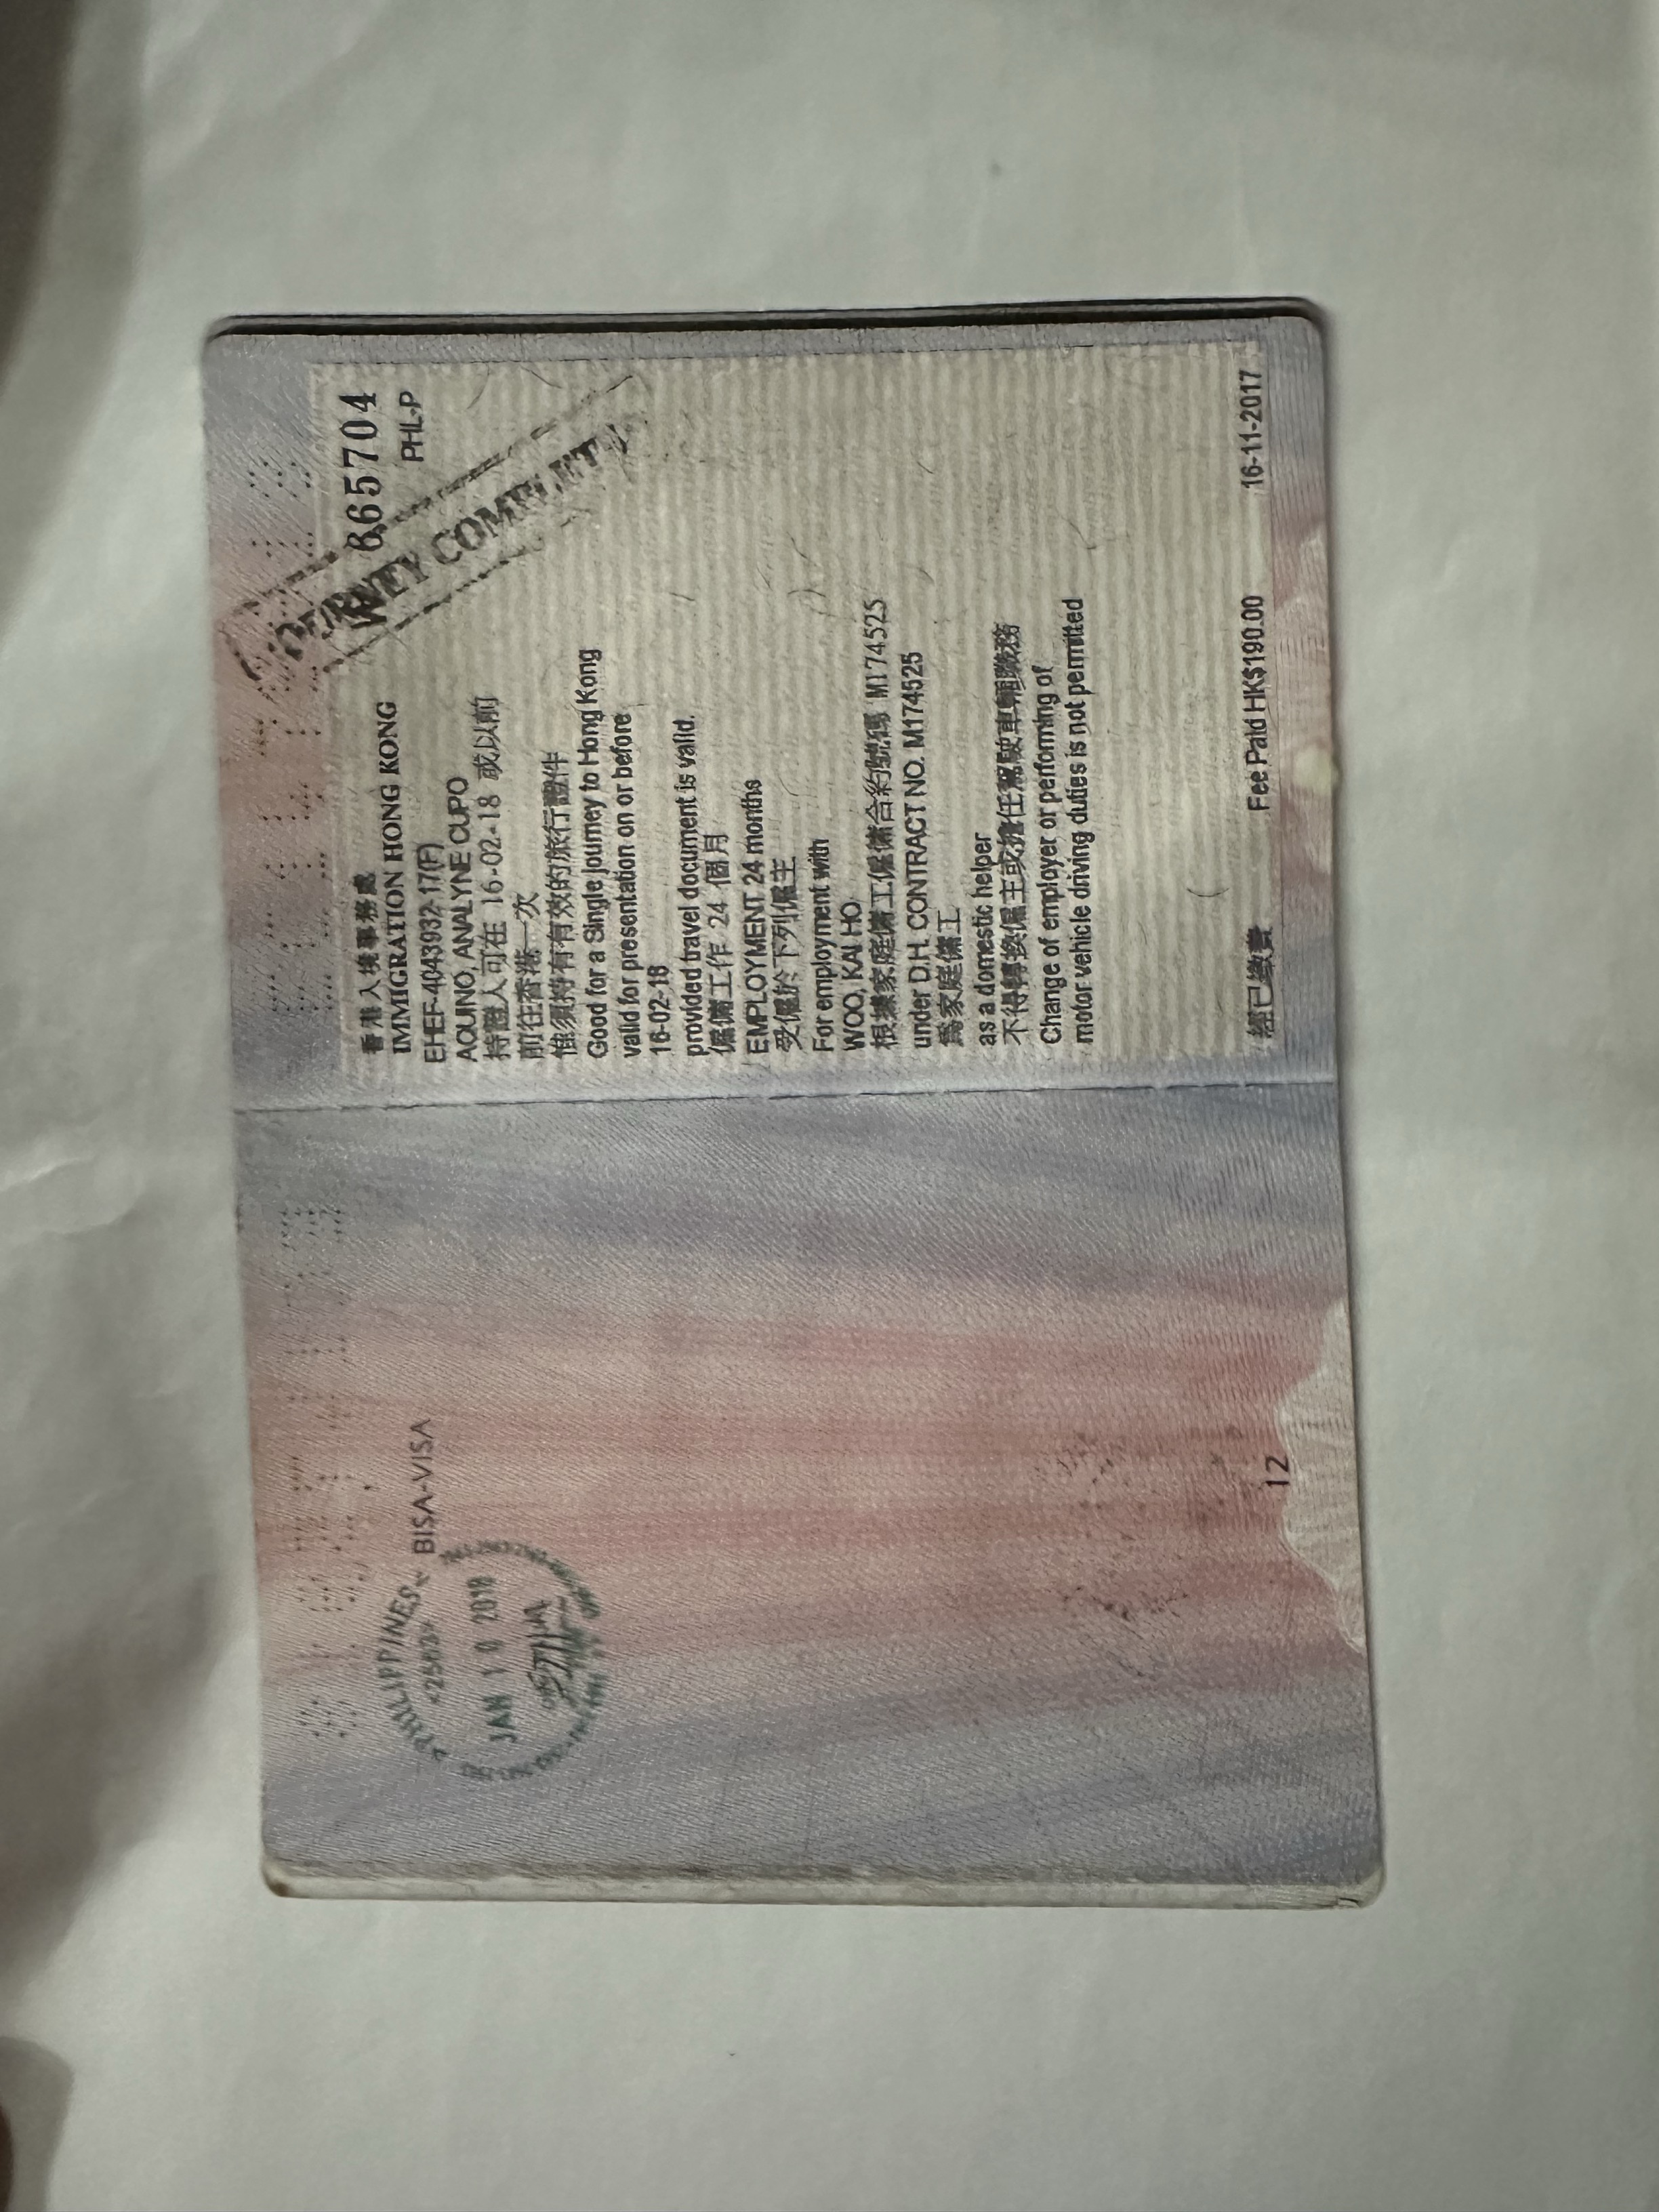 BISA-VISA
PHILIPPINES
JAN 10 2018
12
665704
PHL-P
香港入境事務處
IMMIGRATION HONG KONG
EHEF-4043932-17(F)
AQUINO, ANALYNE CUPO
持證人可在 16-02-18 或以前
前往香港一次
惟須持有有效的旅行證件
Good for a Single journey to Hong Kong
valid for presentation on or before
16-02-18
provided travel document is valid.
僱傭工作 24 個月
EMPLOYMENT 24 months
受僱於下列僱主
For employment with
WOO, KAI HO
根據家庭傭工僱傭合約號碼 M174525
under D.H. CONTRACT NO. M174525
為家庭傭工
as a domestic helper
不得轉換僱主或擔任駕駛車輛職務
Change of employer or performing of
motor vehicle driving duties is not permitted
經已繳費 Fee Paid HK$190.00 16-11-2017